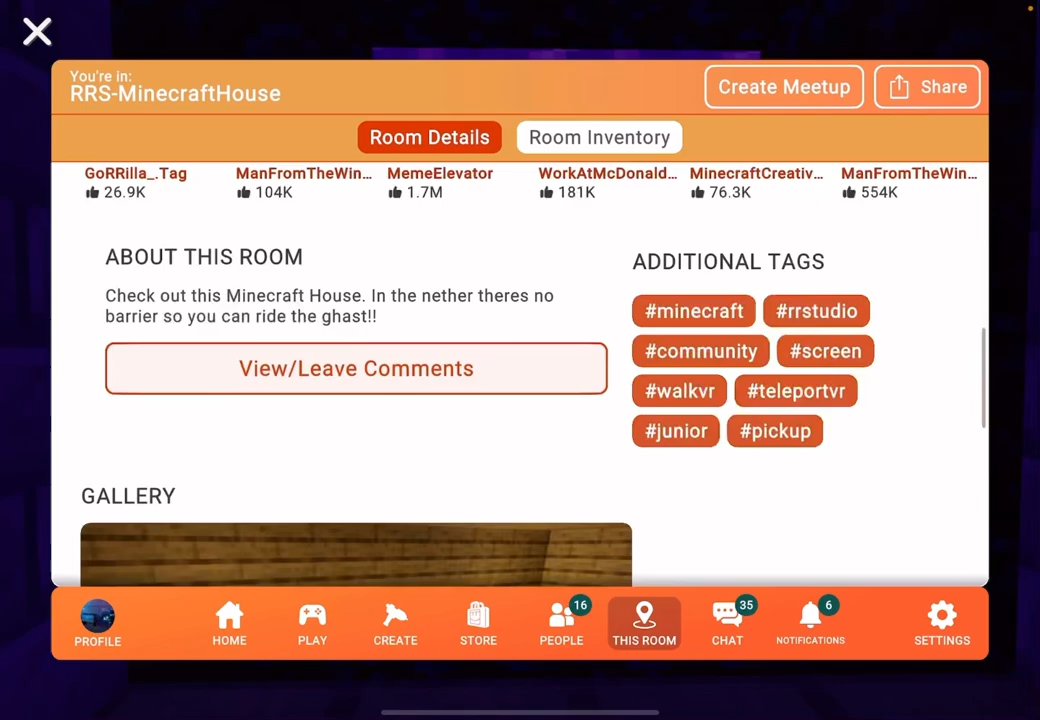 You're in:
RRS-MinecraftHouse
Create Meetup
Share
Room Details
Room Inventory
GoRRilla_.Tag
26.9K
ManFromTheWin...
104K
MemeElevator
1.7M
WorkAtMcDonald...
181K
MinecraftCreativ...
76.3K
ManFromTheWin...
554K
ABOUT THIS ROOM
Check out this Minecraft House. In the nether theres no
barrier so you can ride the ghast!!
View/Leave Comments
ADDITIONAL TAGS
#minecraft #rrstudio
#community #screen
#walkvr #teleportvr
#junior #pickup
GALLERY
PROFILE
HOME
PLAY
CREATE
STORE
16
PEOPLE
THIS ROOM
35
CHAT
6
NOTIFICATIONS
SETTINGS